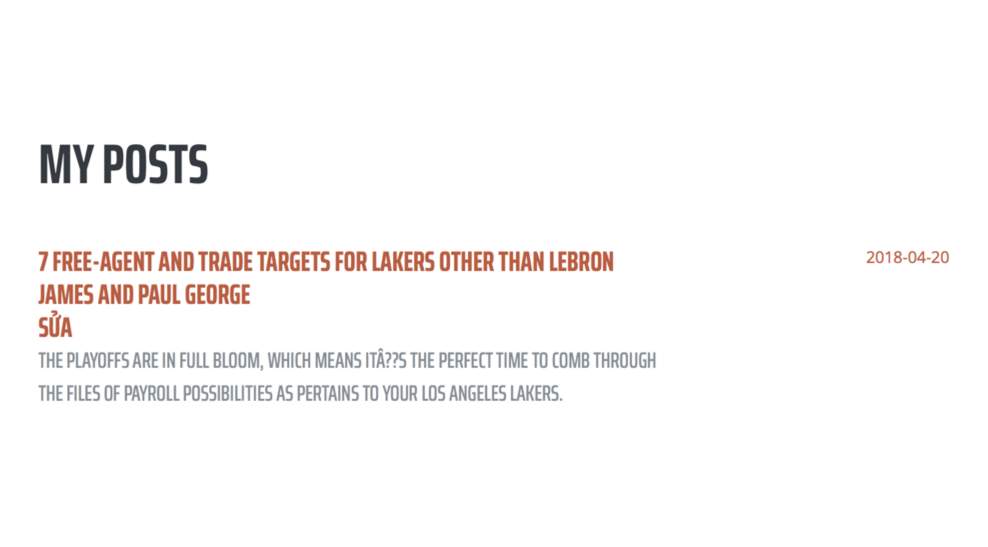 MY POSTS
7 FREE-AGENT AND TRADE TARGETS FOR LAKERS OTHER THAN LEBRON
2018-04-20
JAMES AND PAUL GEORGE
SỬA
THE PLAYOFFS ARE IN FULL BLOOM, WHICH MEANS ITÂ??S THE PERFECT TIME TO COMB THROUGH
THE FILES OF PAYROLL POSSIBILITIES AS PERTAINS TO YOUR LOS ANGELES LAKERS.